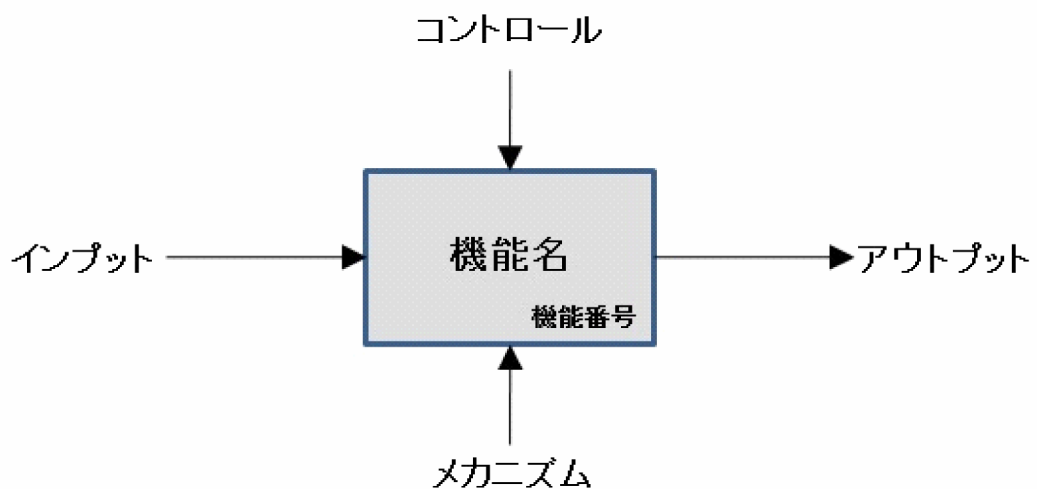 コントロール
インプット
機能名
アウトプット
機能番号
メカニズム